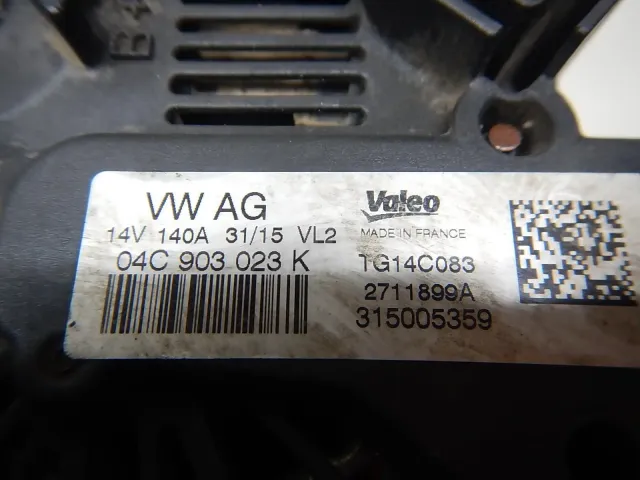 B+
VW AG
14V 140A 31/15 VL2
04C 903 023 K
Valeo
MADE IN FRANCE
TG14C083
2711899A
315005359